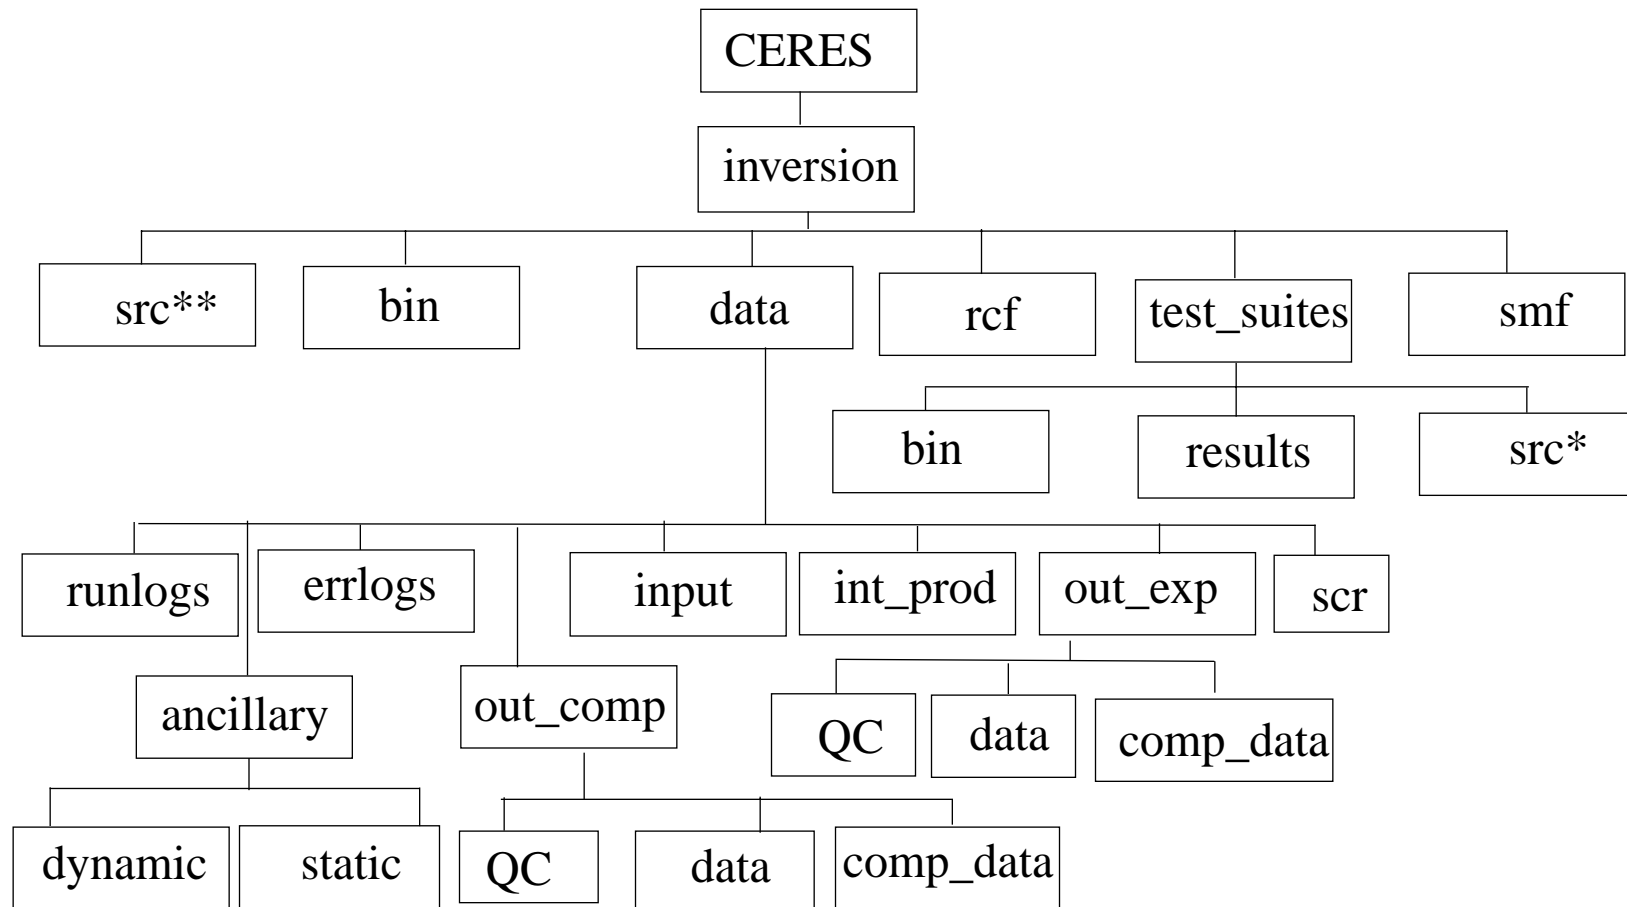 CERES
inversion
src**
bin
data
rcf
test_suites
smf
bin
results
src*
runlogs
errlogs
input
int_prod
out_exp
scr
ancillary
out_comp
QC
data
comp_data
dynamic
static
QC
data
comp_data